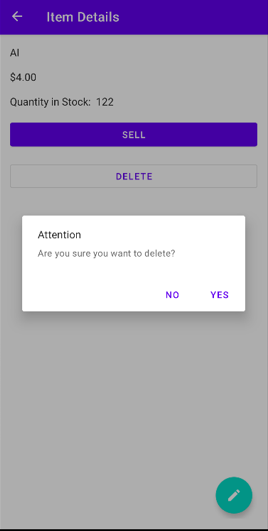 Item Details
AI
$4.00
Quantity in Stock: 122
SELL
DELETE
Attention
Are you sure you want to delete?
NO YES